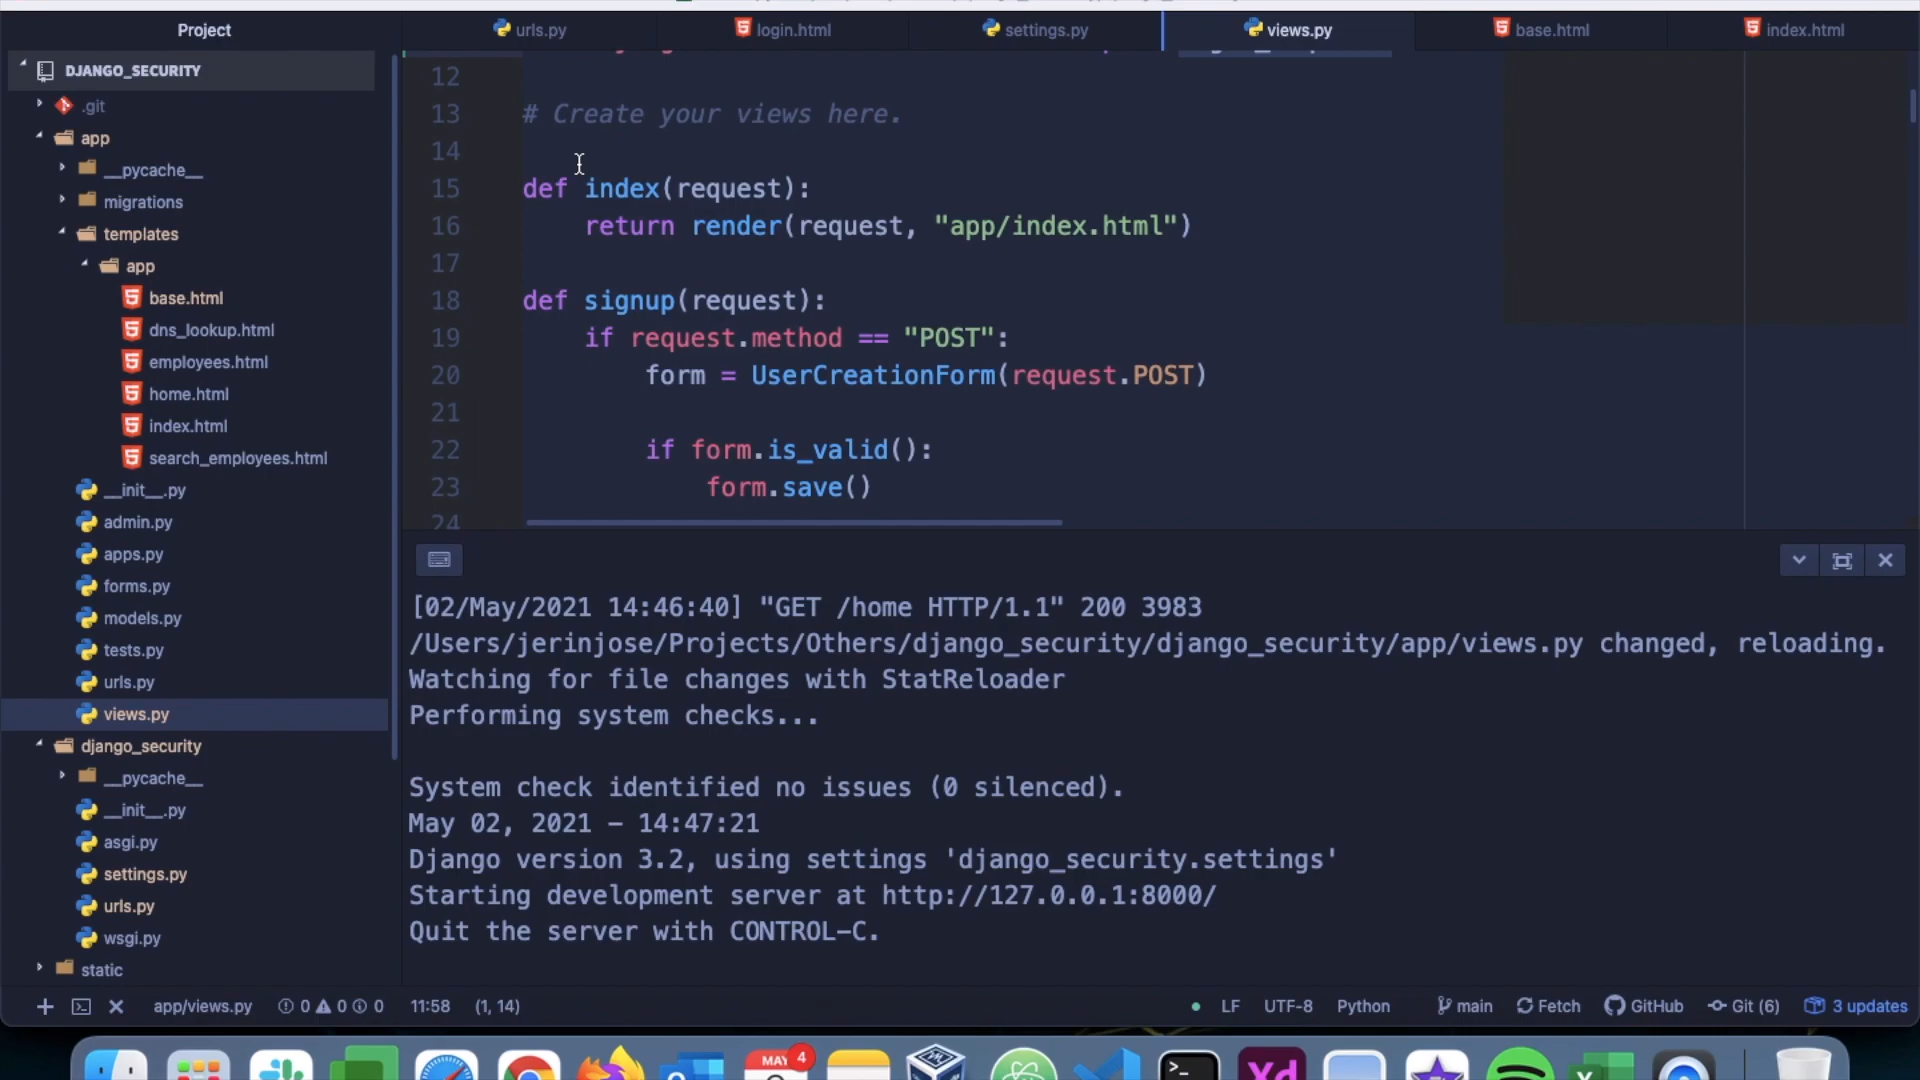 Project
urls.py
login.html
settings.py
views.py
base.html
index.html
DJANGO_SECURITY
.git
app
__pycache__
migrations
templates
app
base.html
dns_lookup.html
employees.html
home.html
index.html
search_employees.html
__init__.py
admin.py
apps.py
forms.py
models.py
tests.py
urls.py
views.py
django_security
__pycache__
__init__.py
asgi.py
settings.py
urls.py
wsgi.py
static
12
13 # Create your views here.
14
15 def index(request):
16 return render(request, "app/index.html")
17
18 def signup(request):
19 if request.method == "POST":
20 form = UserCreationForm(request.POST)
21
22 if form.is_valid():
23 form.save()
24
[02/May/2021 14:46:40] "GET /home HTTP/1.1" 200 3983
/Users/jerinjose/Projects/Others/django_security/django_security/app/views.py changed, reloading.
Watching for file changes with StatReloader
Performing system checks...
System check identified no issues (0 silenced).
May 02, 2021 - 14:47:21
Django version 3.2, using settings 'django_security.settings'
Starting development server at http://127.0.0.1:8000/
Quit the server with CONTROL-C.
app/views.py 0 0 0 11:58 (1, 14) LF UTF-8 Python main Fetch GitHub Git (6) 3 updates
MAY 4
Xd